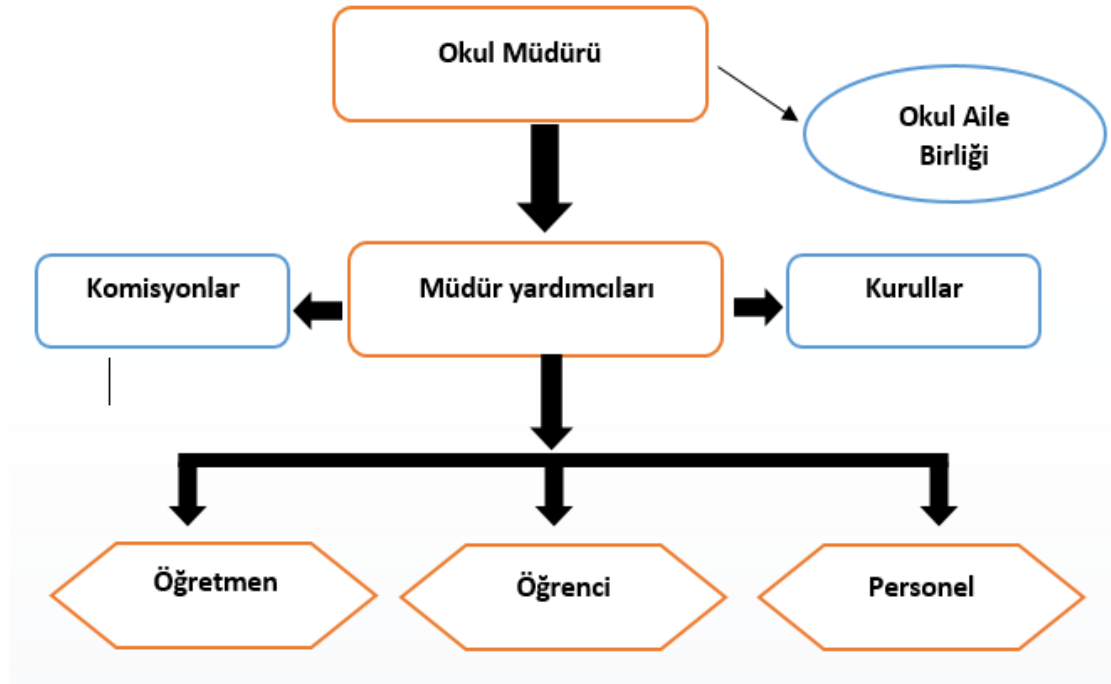 Okul Müdürü
Okul Aile
Birliği
Komisyonlar
Müdür yardımcıları
Kurullar
Öğretmen
Öğrenci
Personel